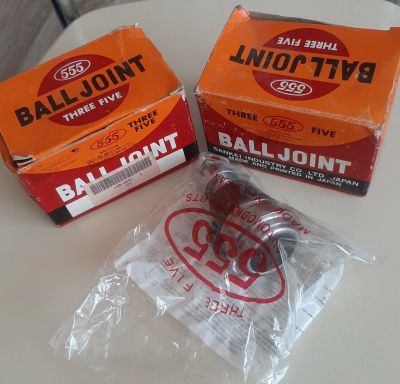 555
BALL JOINT
THREE FIVE
THREE 555 FIVE
BALL JOINT
THREE FIVE
555
BALL JOINT
THREE 555 FIVE
BALL JOINT
SANKEI INDUSTRY CO.,LTD. JAPAN
MADE AND PRINTED IN JAPAN
555
THREE FIVE
555